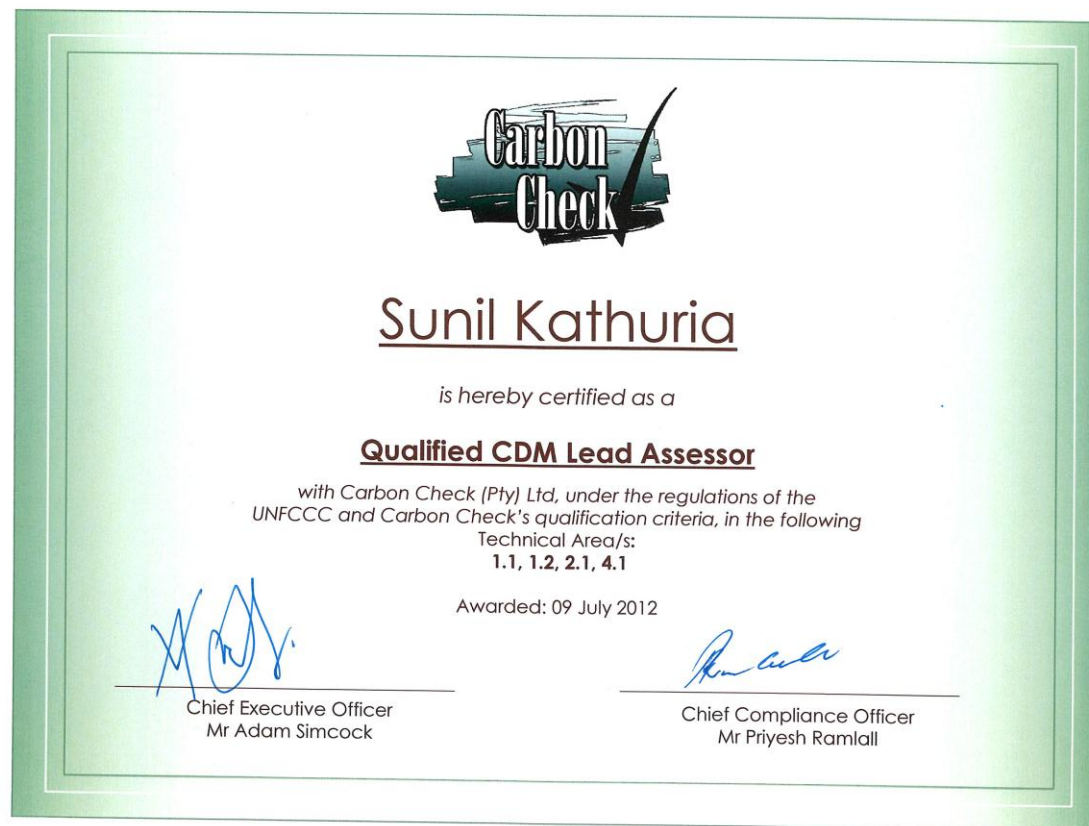 Carbon
Check
Sunil Kathuria
is hereby certified as a
Qualified CDM Lead Assessor
with Carbon Check (Pty) Ltd, under the regulations of the
UNFCCC and Carbon Check's qualification criteria, in the following
Technical Area/s:
1.1, 1.2, 2.1, 4.1
Awarded: 09 July 2012
Chief Executive Officer
Mr Adam Simcock
Chief Compliance Officer
Mr Priyesh Ramlall